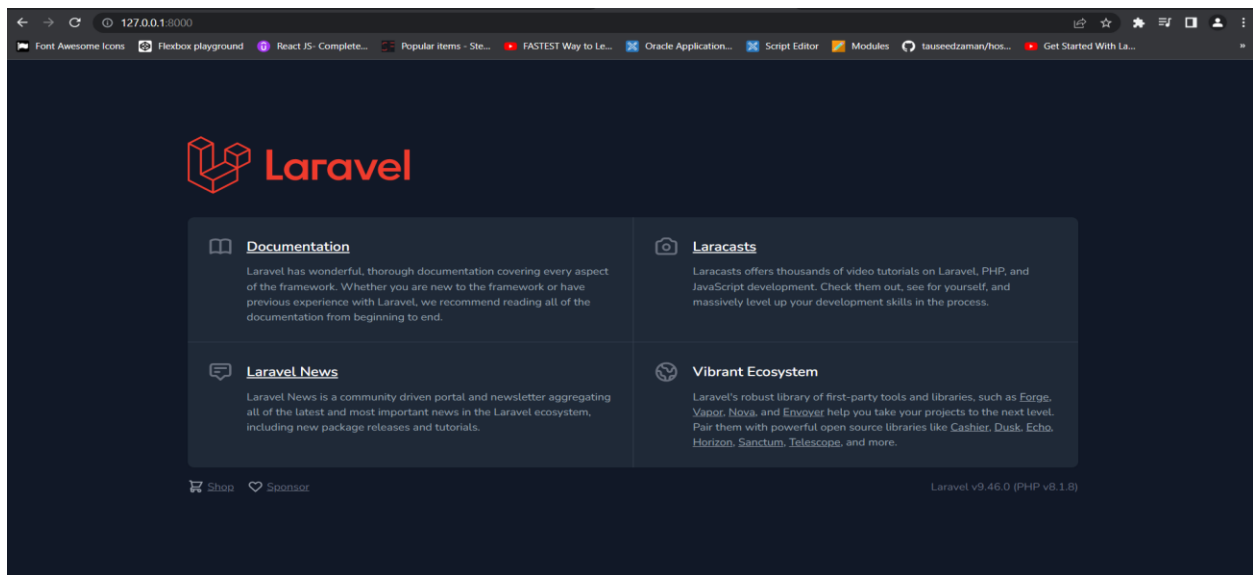 127.0.0.1:8000
Font Awesome Icons Flexbox playground React JS- Complete... Popular items - Ste... FASTEST Way to Le... Oracle Application... Script Editor Modules tauseedzaman/hos... Get Started With La... »
Laravel
Documentation
Laravel has wonderful, thorough documentation covering every aspect
of the framework. Whether you are new to the framework or have
previous experience with Laravel, we recommend reading all of the
documentation from beginning to end.
Laracasts
Laracasts offers thousands of video tutorials on Laravel, PHP, and
JavaScript development. Check them out, see for yourself, and
massively level up your development skills in the process.
Laravel News
Laravel News is a community driven portal and newsletter aggregating
all of the latest and most important news in the Laravel ecosystem,
including new package releases and tutorials.
Vibrant Ecosystem
Laravel's robust library of first-party tools and libraries, such as Forge,
Vapor, Nova, and Envoyer help you take your projects to the next level.
Pair them with powerful open source libraries like Cashier, Dusk, Echo,
Horizon, Sanctum, Telescope, and more.
Shop Sponsor Laravel v9.46.0 (PHP v8.1.8)